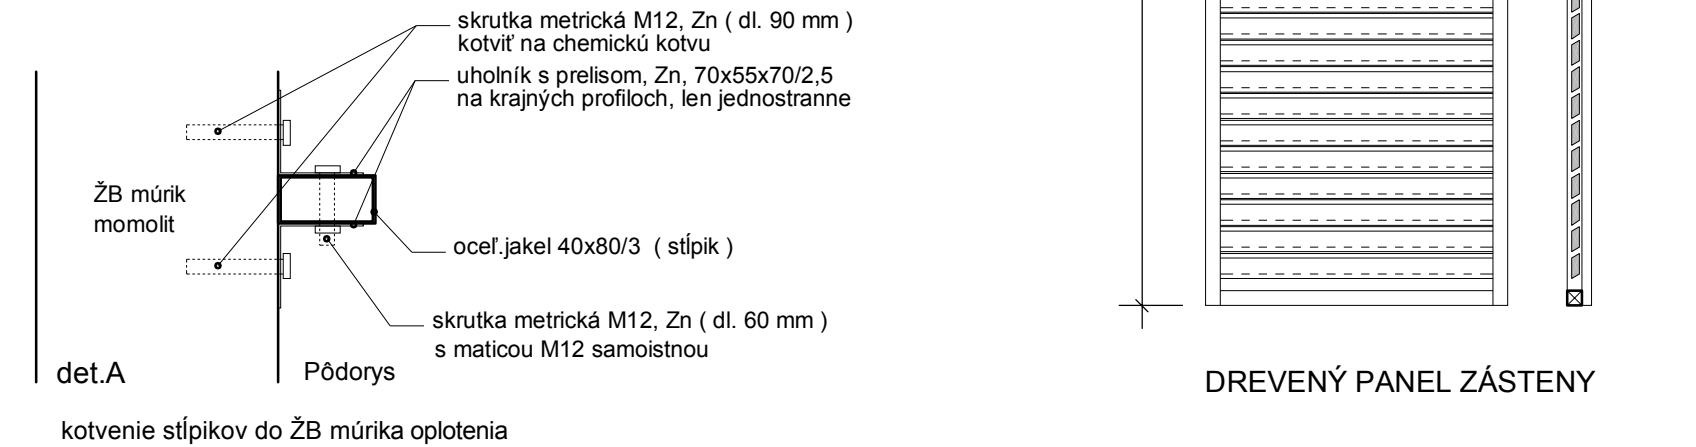 skrutka metrická M12, Zn ( dl. 90 mm )
kotviť na chemickú kotvu
uholník s prelisom, Zn, 70x55x70/2,5
na krajných profiloch, len jednostranne
ŽB múrik
momolit
oceľ.jakel 40x80/3 ( stĺpik )
skrutka metrická M12, Zn ( dl. 60 mm )
s maticou M12 samoistnou
det.A
Pôdorys
kotvenie stĺpikov do ŽB múrika oplotenia
DREVENÝ PANEL ZÁSTENY